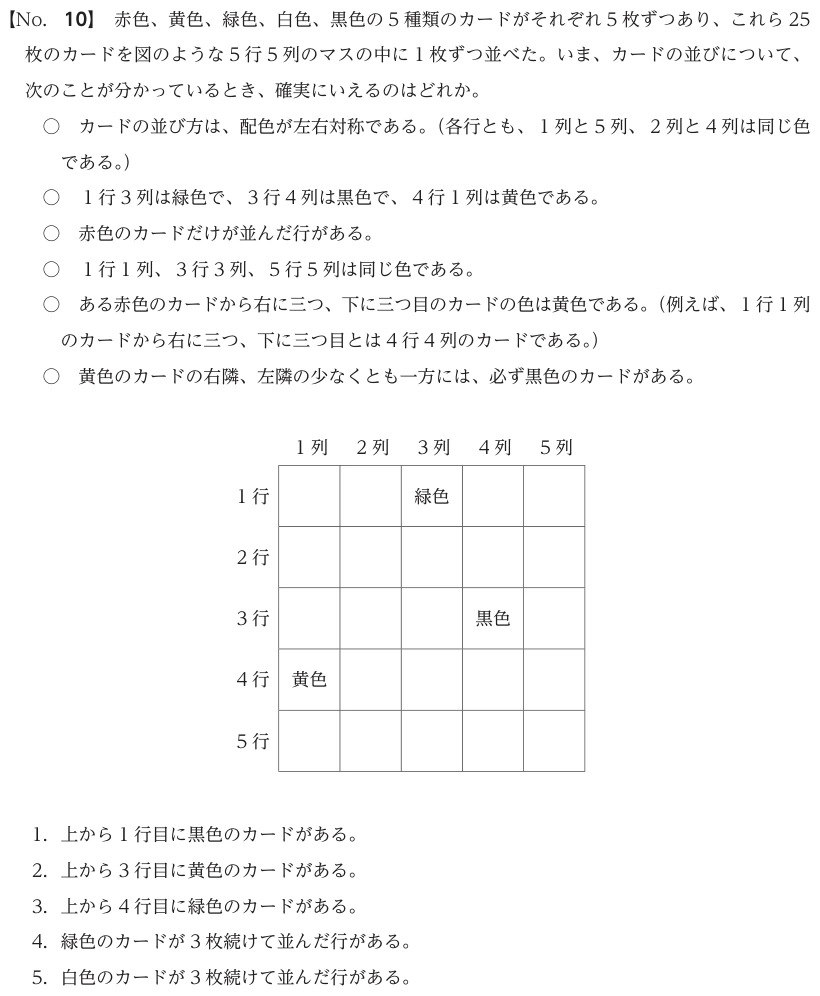 【No. 10】 赤色、黄色、緑色、白色、黒色の５種類のカードがそれぞれ５枚ずつあり、これら 25
枚のカードを図のような５行５列のマスの中に１枚ずつ並べた。いま、カードの並びについて、
次のことが分かっているとき、確実にいえるのはどれか。
○ カードの並び方は、配色が左右対称である。（各行とも、１列と５列、２列と４列は同じ色
である。）
○ １行３列は緑色で、３行４列は黒色で、４行１列は黄色である。
○ 赤色のカードだけが並んだ行がある。
○ １行１列、３行３列、５行５列は同じ色である。
○ ある赤色のカードから右に三つ、下に三つ目のカードの色は黄色である。（例えば、１行１列
のカードから右に三つ、下に三つ目とは４行４列のカードである。）
○ 黄色のカードの右隣、左隣の少なくとも一方には、必ず黒色のカードがある。
１列 ２列 ３列 ４列 ５列
１行 緑色
２行
３行 黒色
４行 黄色
５行
1. 上から１行目に黒色のカードがある。
2. 上から３行目に黄色のカードがある。
3. 上から４行目に緑色のカードがある。
4. 緑色のカードが３枚続けて並んだ行がある。
5. 白色のカードが３枚続けて並んだ行がある。